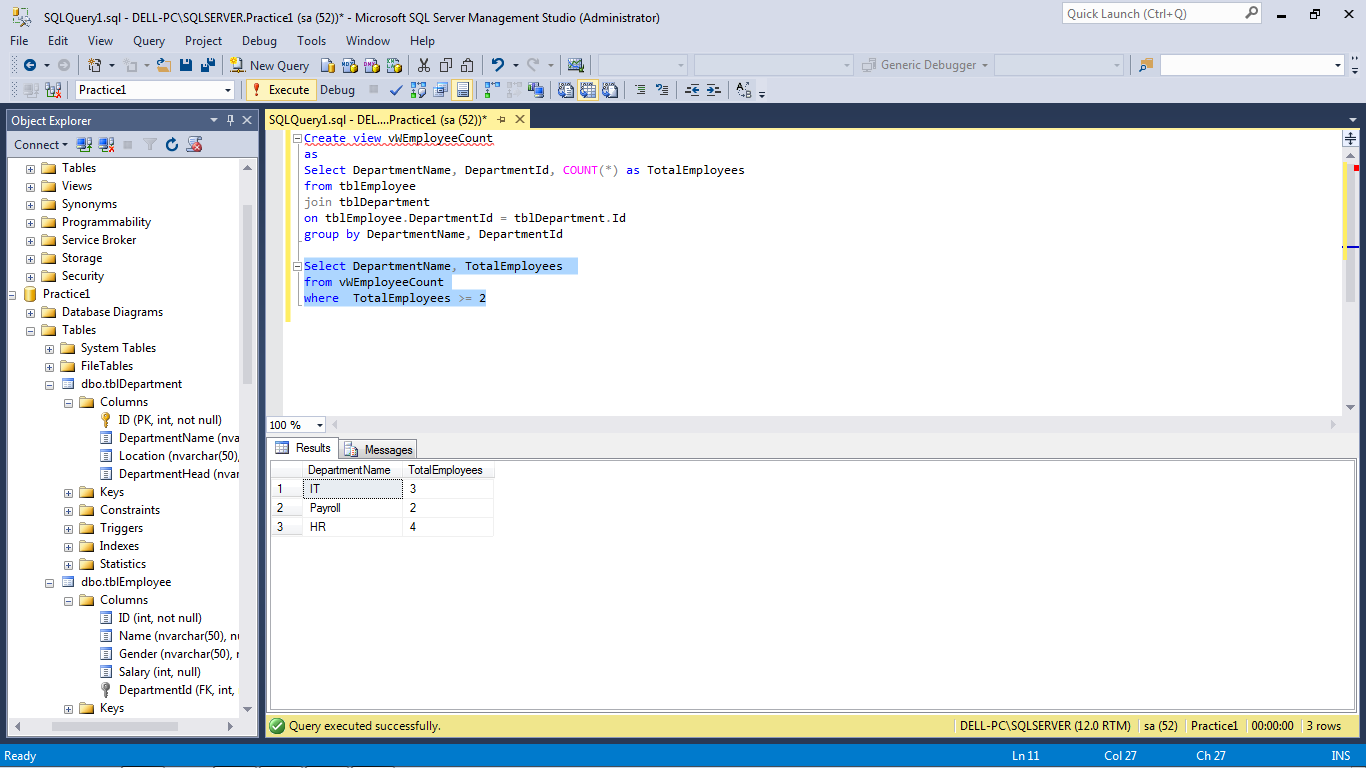 SQLQuery1.sql - DELL-PC\SQLSERVER.Practice1 (sa (52))* - Microsoft SQL Server Management Studio (Administrator)
Quick Launch (Ctrl+Q)
File Edit View Query Project Debug Tools Window Help
New Query
Generic Debugger
Practice1
Execute Debug
Object Explorer
SQLQuery1.sql - DEL....Practice1 (sa (52))*
Connect
Tables
Views
Synonyms
Programmability
Service Broker
Storage
Security
Practice1
Database Diagrams
Tables
System Tables
FileTables
dbo.tblDepartment
Columns
ID (PK, int, not null)
DepartmentName (nva
Location (nvarchar(50),
DepartmentHead (nvar
Keys
Constraints
Triggers
Indexes
Statistics
dbo.tblEmployee
Columns
ID (int, not null)
Name (nvarchar(50), nu
Gender (nvarchar(50), n
Salary (int, null)
DepartmentId (FK, int,
Keys
Create view vWEmployeeCount
as
Select DepartmentName, DepartmentId, COUNT(*) as TotalEmployees
from tblEmployee
join tblDepartment
on tblEmployee.DepartmentId = tblDepartment.Id
group by DepartmentName, DepartmentId
Select DepartmentName, TotalEmployees
from vWEmployeeCount
where  TotalEmployees >= 2
100 %
Results Messages
DepartmentName TotalEmployees
1 IT 3
2 Payroll 2
3 HR 4
Query executed successfully.
DELL-PC\SQLSERVER (12.0 RTM) sa (52) Practice1 00:00:00 3 rows
Ready Ln 11 Col 27 Ch 27 INS